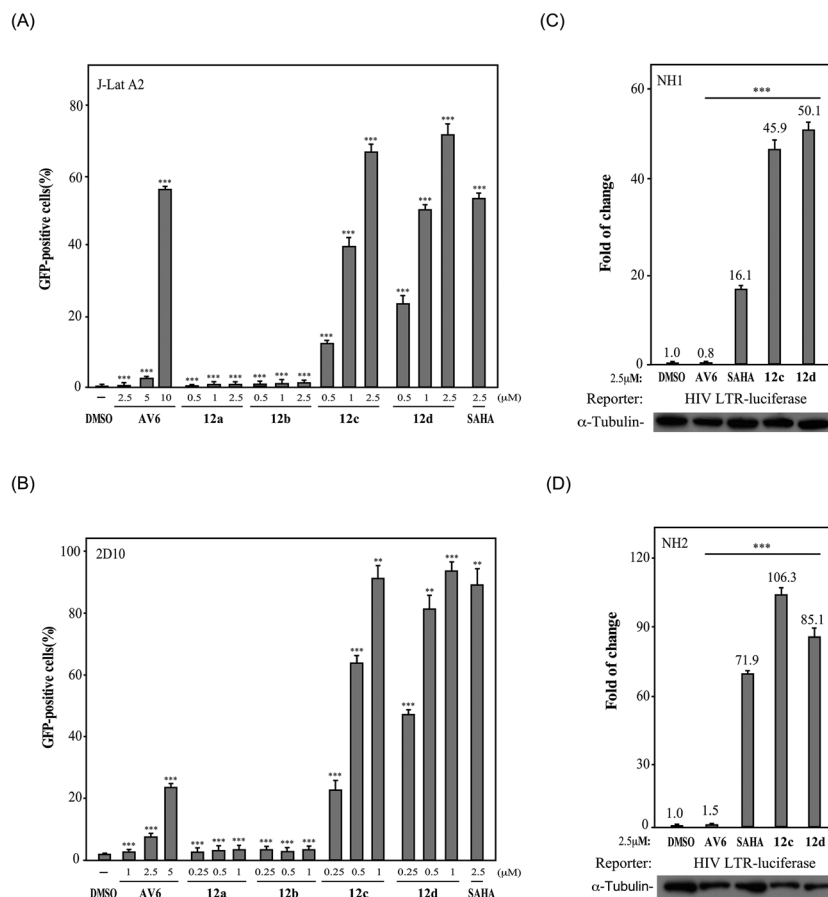 (A)
J-Lat A2
GFP-positive cells(%)
80
60
40
20
0
*** *** *** *** *** *** *** *** *** *** *** *** *** *** *** ***
– 2.5 5 10 0.5 1 2.5 0.5 1 2.5 0.5 1 2.5 0.5 1 2.5 2.5 (μM)
DMSO AV6 12a 12b 12c 12d SAHA
(B)
2D10
GFP-positive cells(%)
100
80
60
40
20
0
*** *** *** *** *** *** *** *** *** *** *** ** *** ** *** **
– 1 2.5 5 0.25 0.5 1 0.25 0.5 1 0.25 0.5 1 0.25 0.5 1 2.5 (μM)
DMSO AV6 12a 12b 12c 12d SAHA
(C)
NH1
***
Fold of change
60
40
20
0
1.0 0.8 16.1 45.9 50.1
2.5μM: DMSO AV6 SAHA 12c 12d
Reporter: HIV LTR-luciferase
α-Tubulin-
(D)
NH2
***
Fold of change
120
90
60
30
0
1.0 1.5 71.9 106.3 85.1
2.5μM: DMSO AV6 SAHA 12c 12d
Reporter: HIV LTR-luciferase
α-Tubulin-